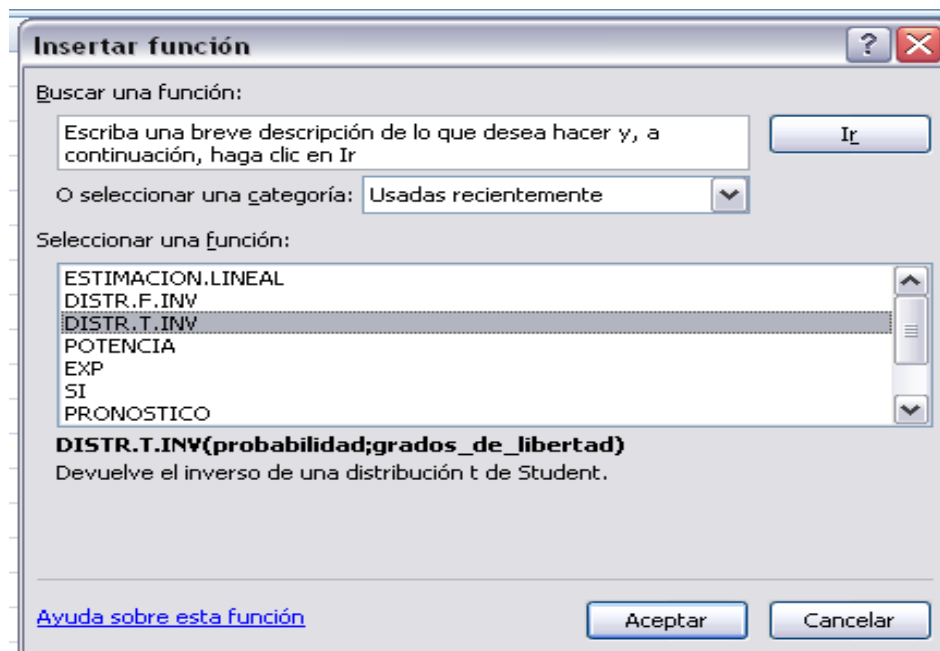 Insertar función
Buscar una función:
Escriba una breve descripción de lo que desea hacer y, a
continuación, haga clic en Ir
Ir
O seleccionar una categoría: Usadas recientemente
Seleccionar una función:
ESTIMACION.LINEAL
DISTR.F.INV
DISTR.T.INV
POTENCIA
EXP
SI
PRONOSTICO
DISTR.T.INV(probabilidad;grados_de_libertad)
Devuelve el inverso de una distribución t de Student.
Ayuda sobre esta función
Aceptar
Cancelar